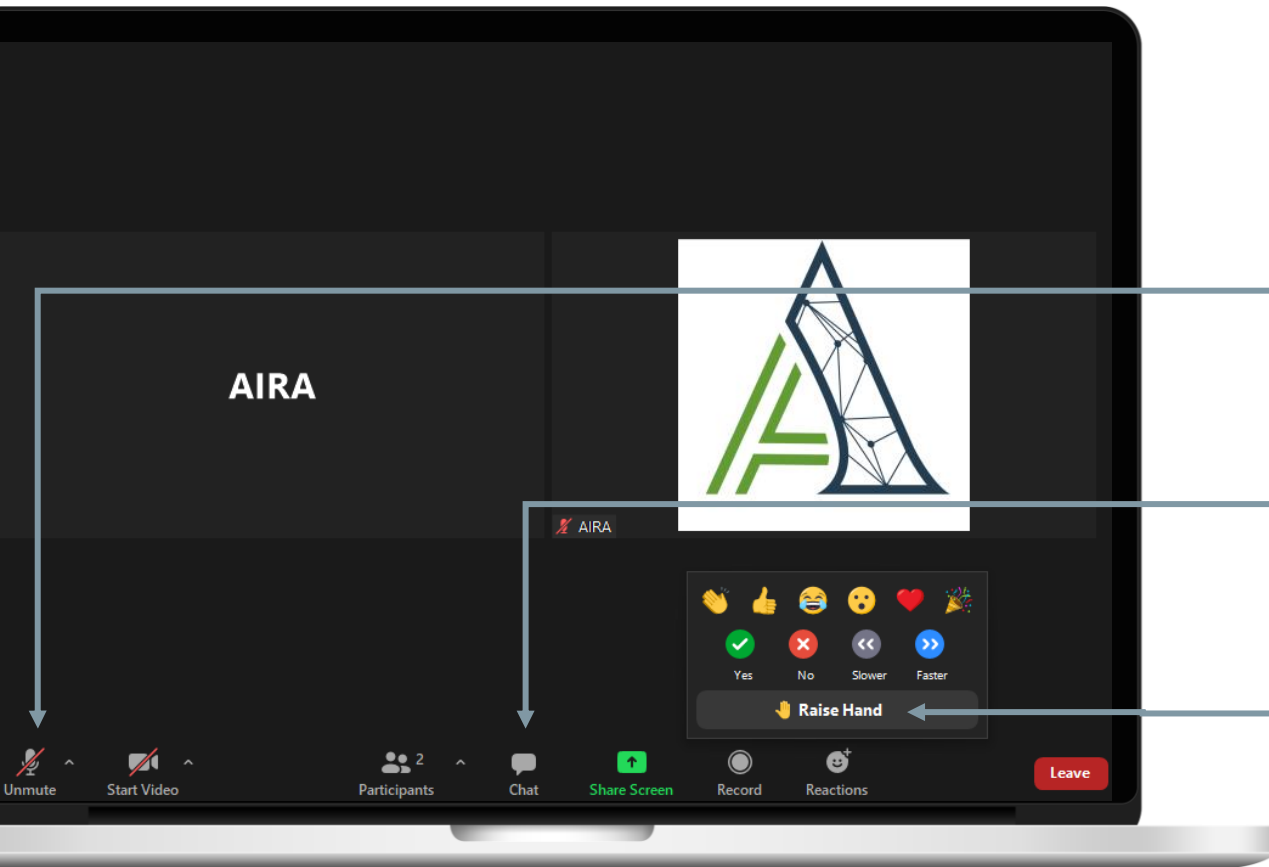 AIRA
AIRA
Yes No Slower Faster
Raise Hand
2
Unmute Start Video Participants Chat Share Screen Record Reactions Leave